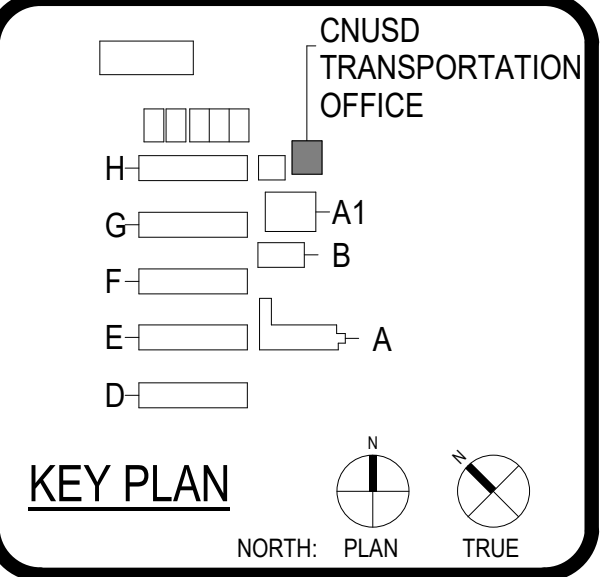 CNUSD
TRANSPORTATION
OFFICE
H
A1
G
B
F
E
A
D
KEY PLAN
N
N
NORTH: PLAN TRUE